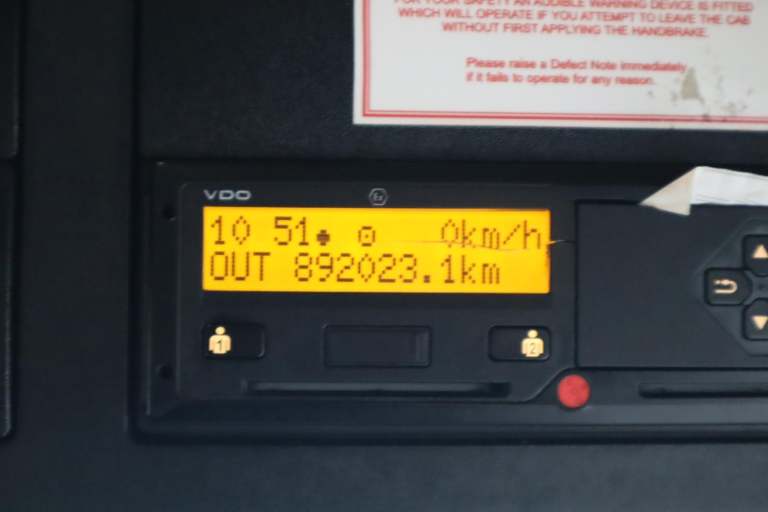 FOR YOUR SAFETY AN AUDIBLE WARNING DEVICE IS FITTED
WHICH WILL OPERATE IF YOU ATTEMPT TO LEAVE THE CAB
WITHOUT FIRST APPLYING THE HANDBRAKE.
Please raise a Defect Note immediately
if it fails to operate for any reason.
VDO
Ex
10 51 0km/h
OUT 892023.1km
1
2